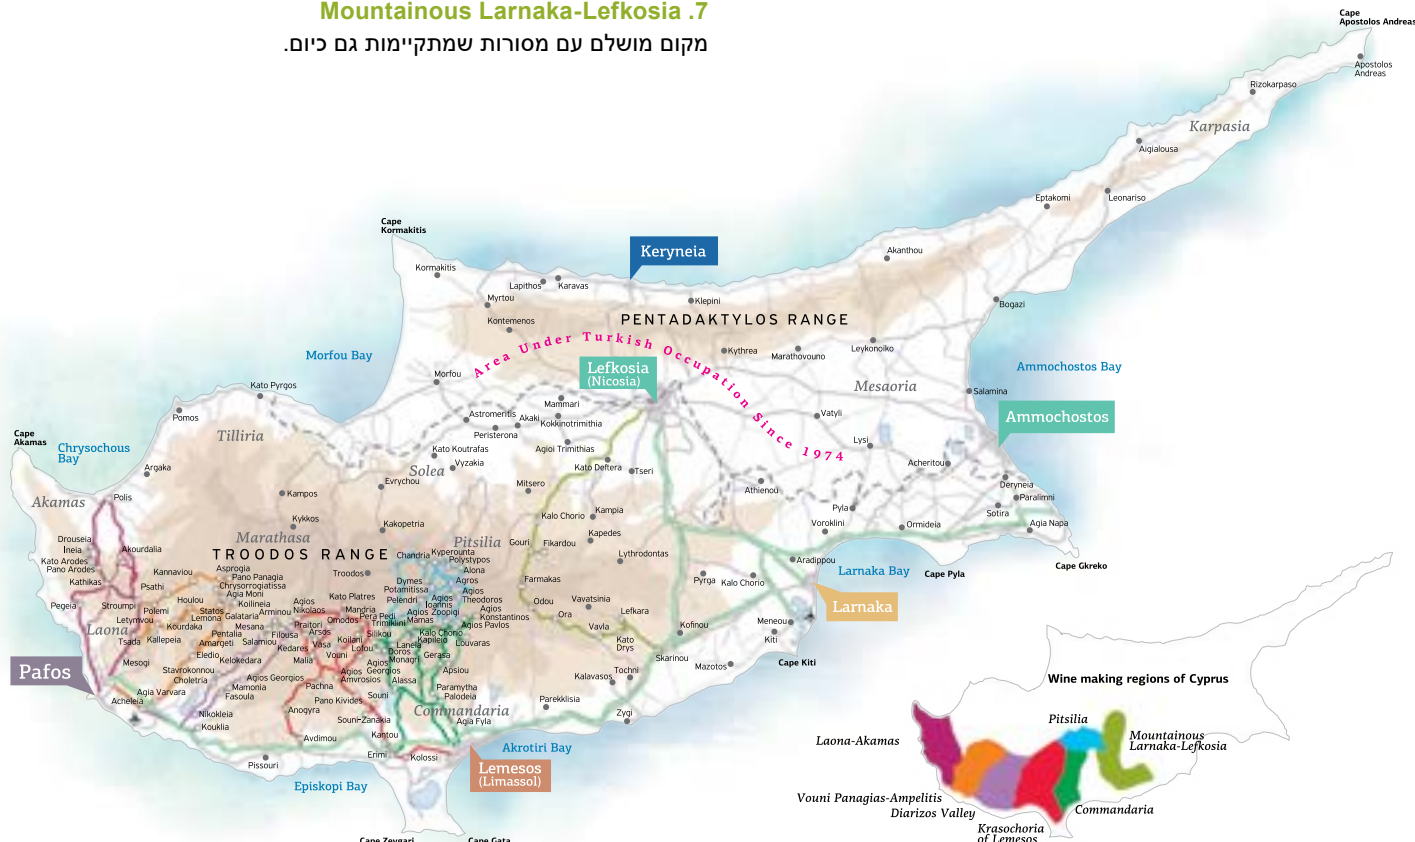 7. Mountainous Larnaka-Lefkosia
מקום מושלם עם מסורות שמתקיימות גם כיום.
Cape
Apostolos Andreas
Apostolos
Andreas
Rizokarpaso
Karpasia
Aigialousa
Eptakomi
Leonariso
Cape
Kormakitis
Keryneia
Akanthou
Kormakitis
Lapithos
Karavas
Myrtou
Klepini
Bogazi
Kontemenos
PENTADAKTYLOS RANGE
Area Under Turkish Occupation Since 1974
Morfou Bay
Kythrea
Marathovouno
Leykonoiko
Lefkosia
(Nicosia)
Ammochostos Bay
Morfou
Mesaoria
Kato Pyrgos
Salamina
Pomos
Mammari
Astromeritis
Akaki
Kokkinotrimithia
Vatyli
Ammochostos
Cape
Akamas
Tilliria
Peristerona
Lysi
Chrysochous
Bay
Kato Koutrafas
Agioi Trimithias
Vyzakia
Solea
Argaka
Kato Deftera
Tseri
Acheritou
Evrychou
Mitsero
Athienou
Deryneia
Akamas
Polis
Kampos
Paralimni
Pyla
Sotira
Kykkos
Kalo Chorio
Kampia
Voroklini
Ormideia
Agia Napa
Kakopetria
Marathasa
Pitsilia
Gouri
Fikardou
Kapedes
Drouseia
Ineia
Akourdalia
TROODOS RANGE
Chandria
Kyperounta
Polystypos
Lythrodontas
Aradippou
Kato Arodes
Pano Arodes
Kannaviou
Asprogia
Pano Panagia
Troodos
Alona
Larnaka Bay
Cape Pyla
Cape Gkreko
Kathikas
Psathi
Chrysorrogiatissa
Agia Moni
Dymes
Potamitissa
Agros
Farmakas
Pyrga
Kalo Chorio
Pegeia
Stroumpi
Polemi
Houlou
Statos
Koilineia
Agios
Nikolaos
Kato Platres
Pelendri
Agios
Ioannis
Agios
Theodoros
Odou
Vavatsinia
Lefkara
Larnaka
Letymvou
Lemona
Galataria
Arminou
Mandria
Omodos
Pera Pedi
Agios
Mamas
Zoopigi
Agios
Konstantinos
Ora
Meneou
Laona
Kourdaka
Mesana
Praitori
Arsos
Trimiklini
Agios Pavlos
Vavla
Kofinou
Kiti
Tsada
Kallepeia
Pentalia
Filousa
Koilani
Silikou
Kalo Chorio
Kapileio
Louvaras
Kato
Drys
Amargeti
Salamiou
Kedares
Vasa
Lofou
Laneia
Doros
Gerasa
Skarinou
Cape Kiti
Pafos
Mesogi
Eledio
Kelokedara
Malia
Vouni
Monagri
Mazotos
Stavrokonnou
Choletria
Agios Georgios
Agios
Amvrosios
Agios
Georgios
Alassa
Apsiou
Tochni
Kalavasos
Agia Varvara
Mamonia
Fasoula
Pachna
Souni
Paramytha
Palodeia
Acheleia
Pano Kivides
Parekklisia
Nikokleia
Kouklia
Anogyra
Souni-Zanakia
Commandaria
Agia Fyla
Zygi
Avdimou
Kantou
Erimi
Kolossi
Akrotiri Bay
Pissouri
Lemesos
(Limassol)
Episkopi Bay
Cape Zevgari
Cape Gata
Wine making regions of Cyprus
Pitsilia
Laona-Akamas
Mountainous
Larnaka-Lefkosia
Vouni Panagias-Ampelitis
Diarizos Valley
Commandaria
Krasochoria
of Lemesos